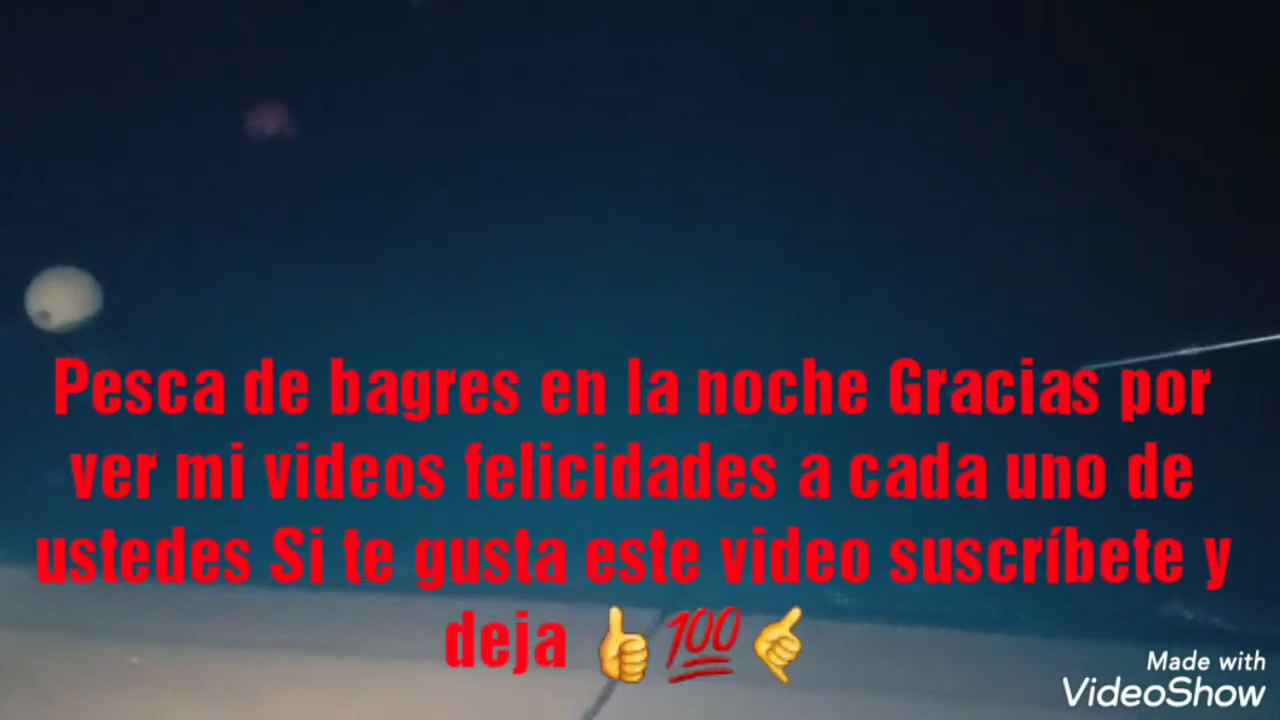 Pesca de bagres en la noche Gracias por
ver mi videos felicidades a cada uno de
ustedes Si te gusta este video suscríbete y
deja 👍💯🤙
Made with
VideoShow